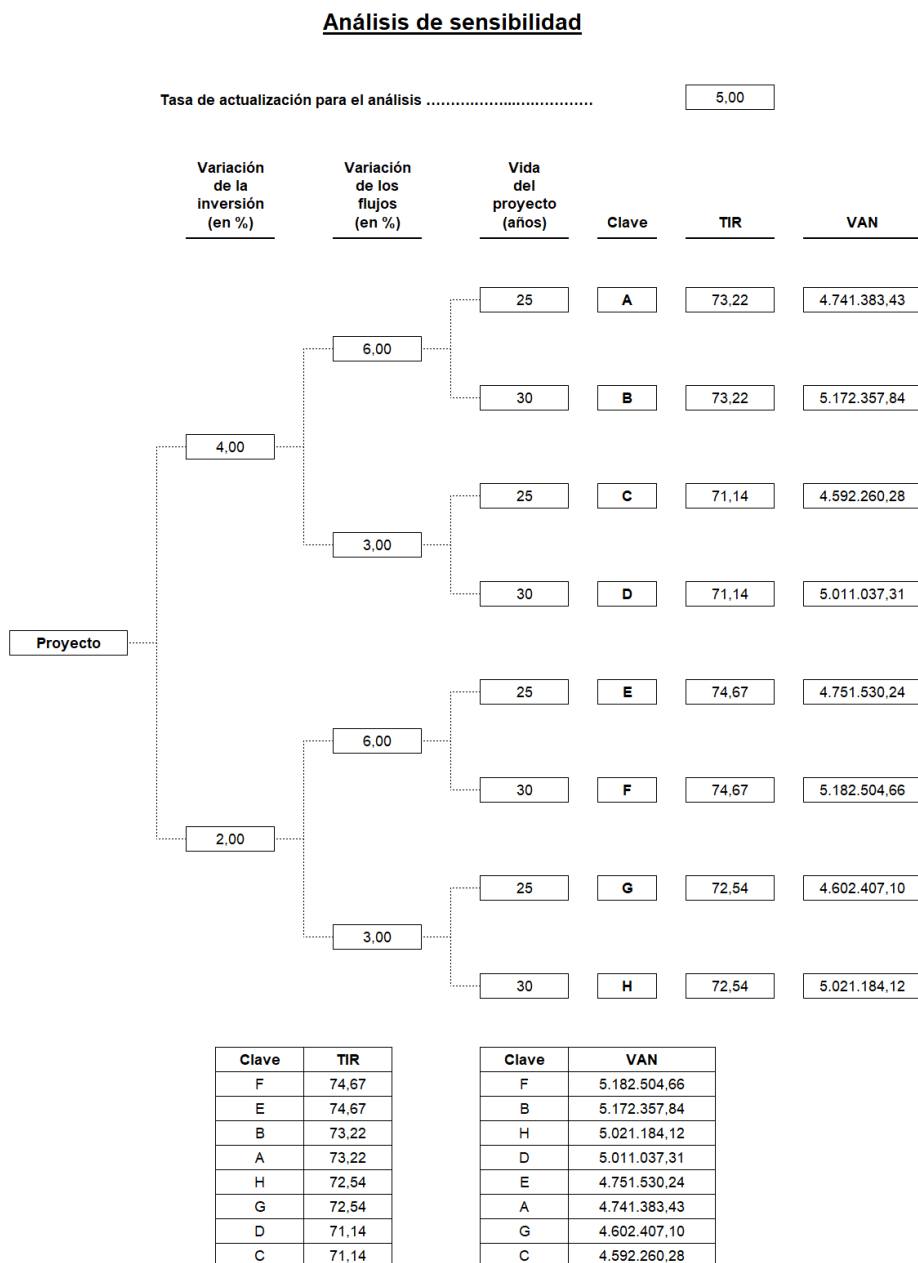 Análisis de sensibilidad
Tasa de actualización para el análisis ……….……...…..………… 5,00
Variación Variación Vida
de la de los del
inversión flujos proyecto
(en %) (en %) (años) Clave TIR VAN
25 A 73,22 4.741.383,43
6,00
30 B 73,22 5.172.357,84
4,00
25 C 71,14 4.592.260,28
3,00
30 D 71,14 5.011.037,31
Proyecto
25 E 74,67 4.751.530,24
6,00
30 F 74,67 5.182.504,66
2,00
25 G 72,54 4.602.407,10
3,00
30 H 72,54 5.021.184,12
Clave TIR Clave VAN
F 74,67 F 5.182.504,66
E 74,67 B 5.172.357,84
B 73,22 H 5.021.184,12
A 73,22 D 5.011.037,31
H 72,54 E 4.751.530,24
G 72,54 A 4.741.383,43
D 71,14 G 4.602.407,10
C 71,14 C 4.592.260,28